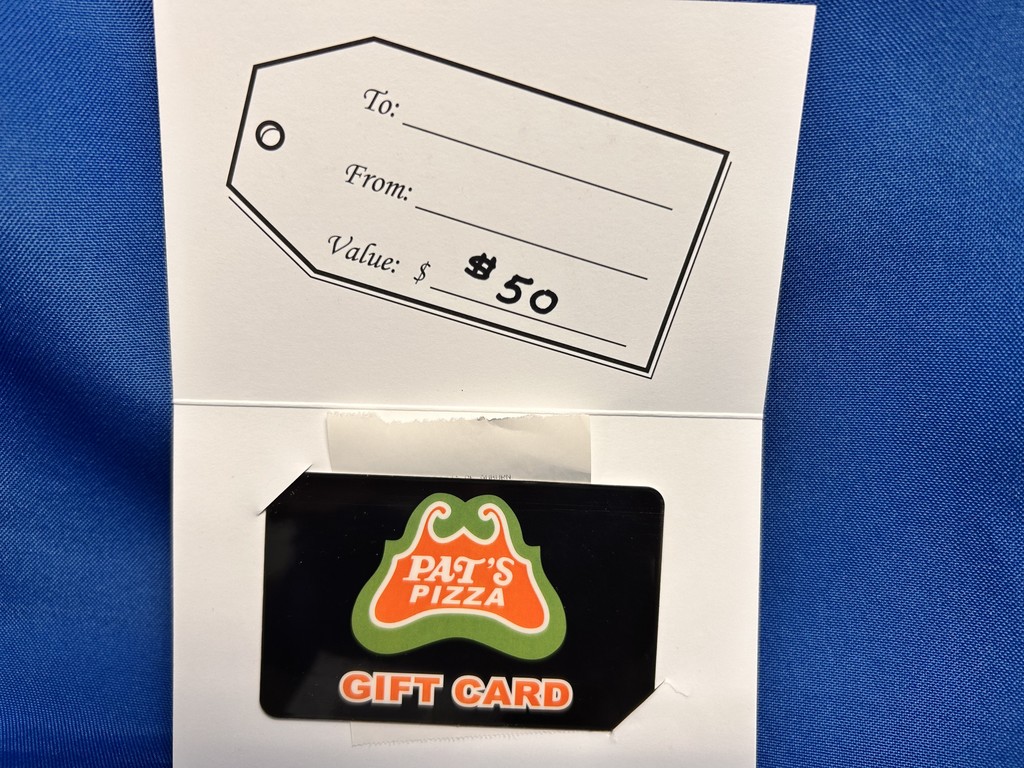 To:
From:
Value: $ $50
PAT'S
PIZZA
GIFT CARD